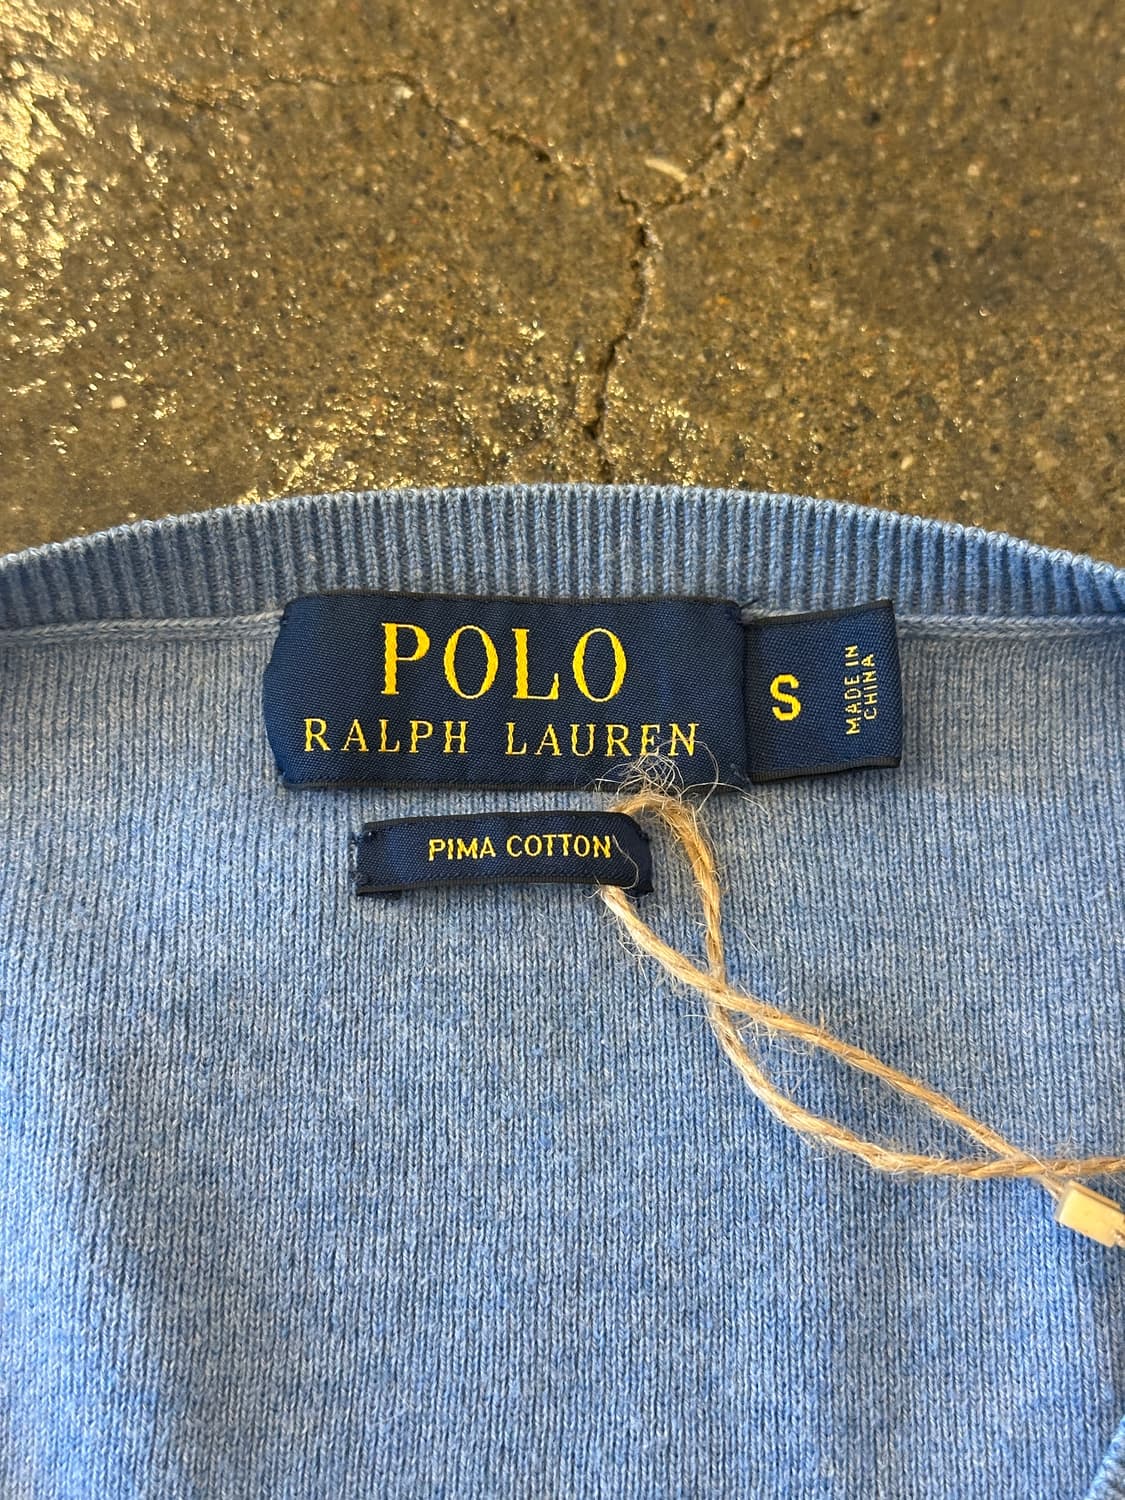 POLO
RALPH LAUREN
S
MADE IN
CHINA
PIMA COTTON